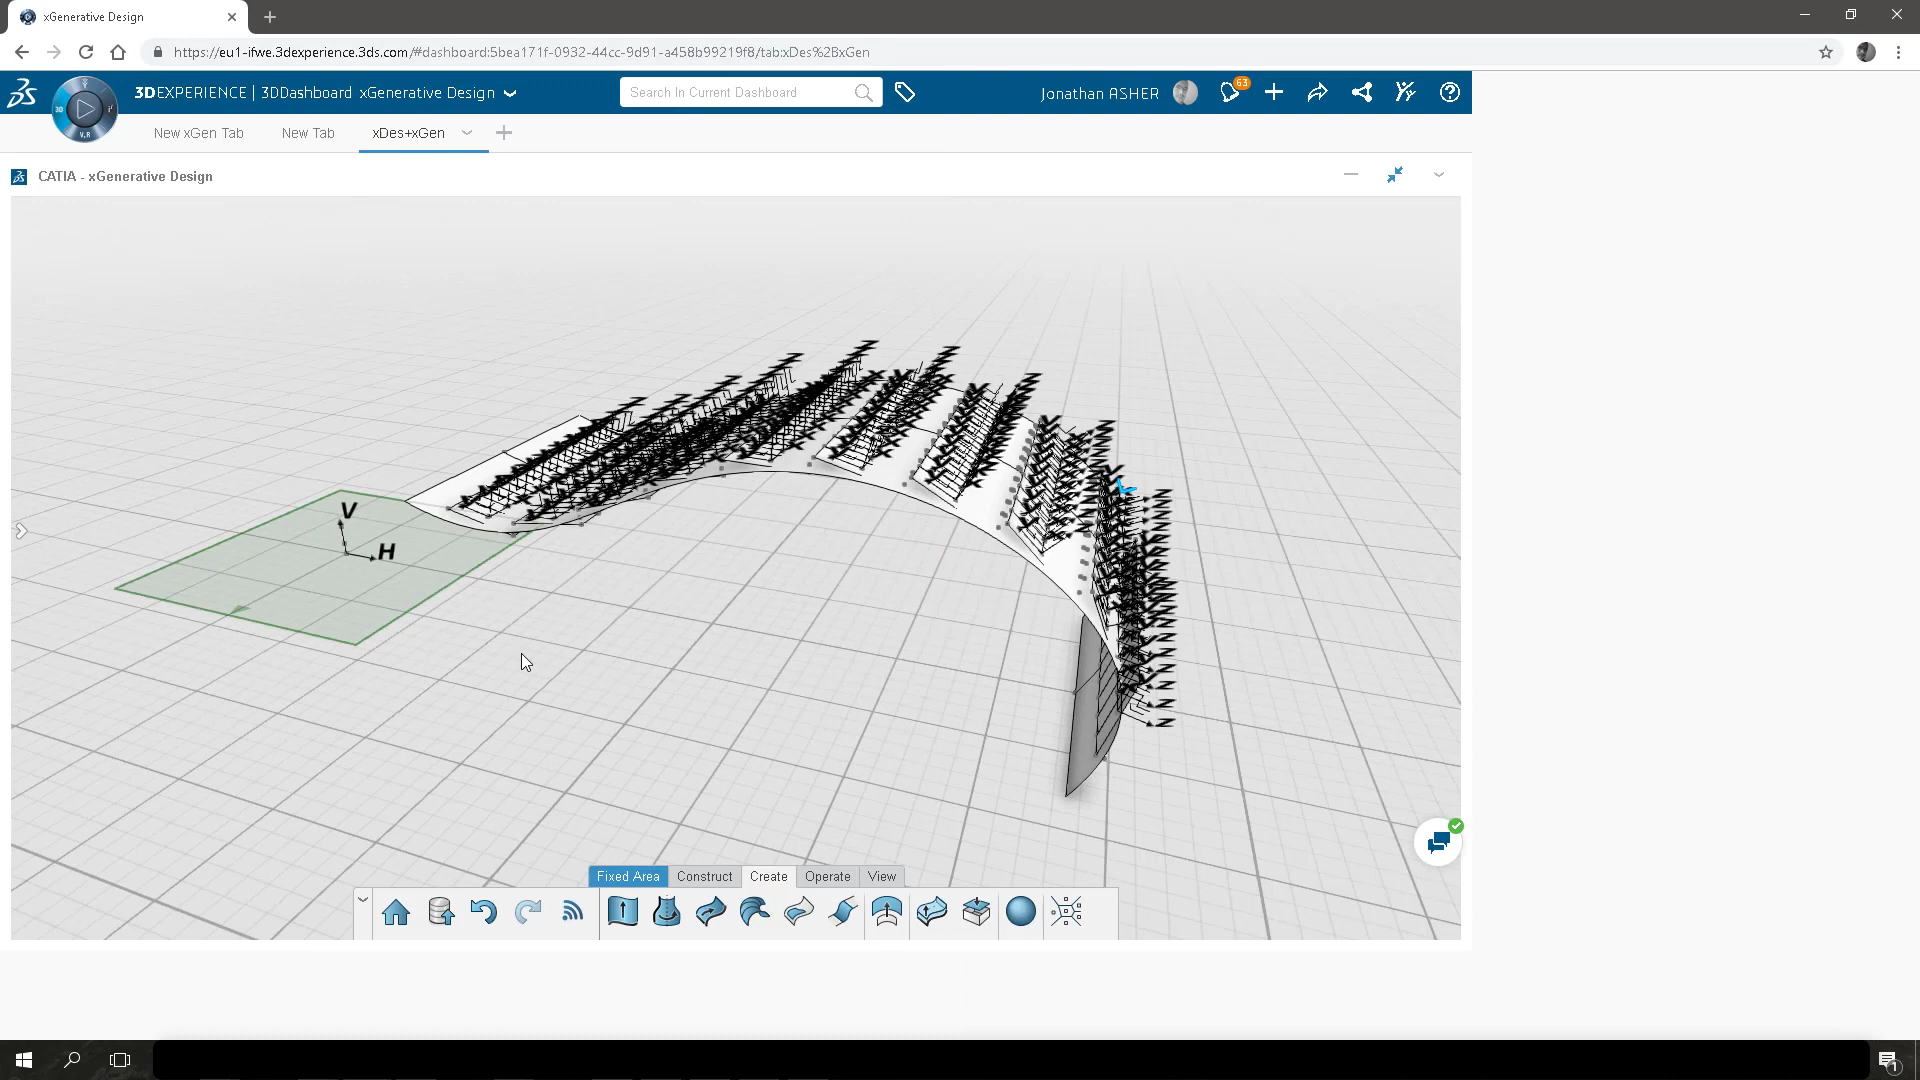 xGenerative Design
https://eu1-ifwe.3dexperience.3ds.com/#dashboard:5bea171f-0932-44cc-9d91-a458b99219f8/tab:xDes%2BxGen
3D
V,R
3DEXPERIENCE | 3DDashboard xGenerative Design
Search In Current Dashboard
Jonathan ASHER
63
New xGen Tab
New Tab
xDes+xGen
CATIA - xGenerative Design
V
H
Fixed Area
Construct
Create
Operate
View
1